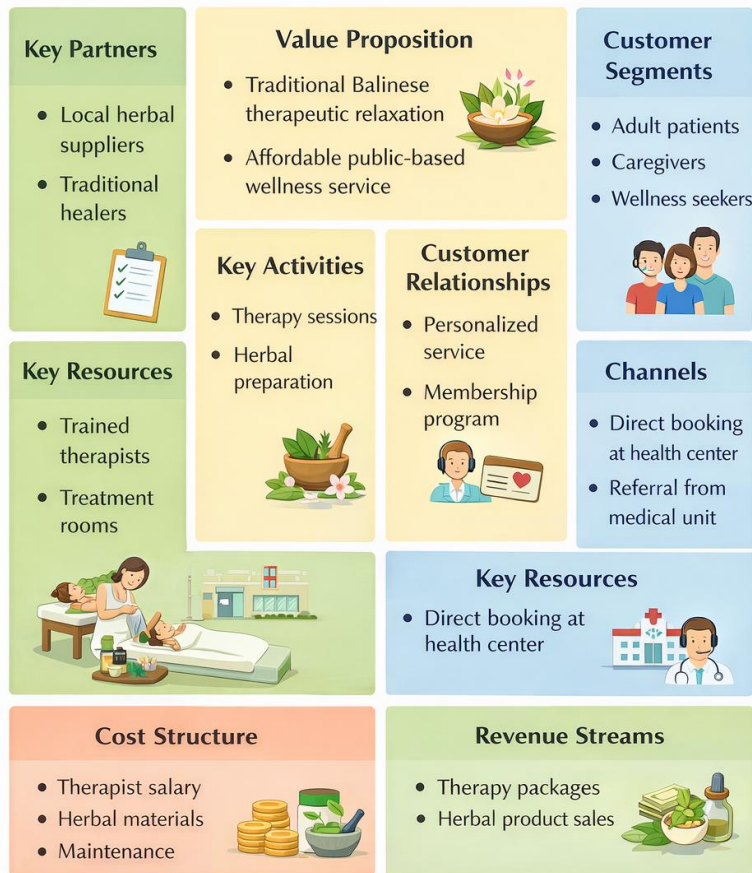 Key Partners
• Local herbal
suppliers
• Traditional
healers
Value Proposition
• Traditional Balinese
therapeutic relaxation
• Affordable public-based
wellness service
Customer
Segments
• Adult patients
• Caregivers
• Wellness seekers
Key Activities
• Therapy sessions
• Herbal
preparation
Customer
Relationships
• Personalized
service
• Membership
program
Key Resources
• Trained
therapists
• Treatment
rooms
Channels
• Direct booking
at health center
• Referral from
medical unit
Key Resources
• Direct booking at
health center
Cost Structure
• Therapist salary
• Herbal materials
• Maintenance
Revenue Streams
• Therapy packages
• Herbal product sales